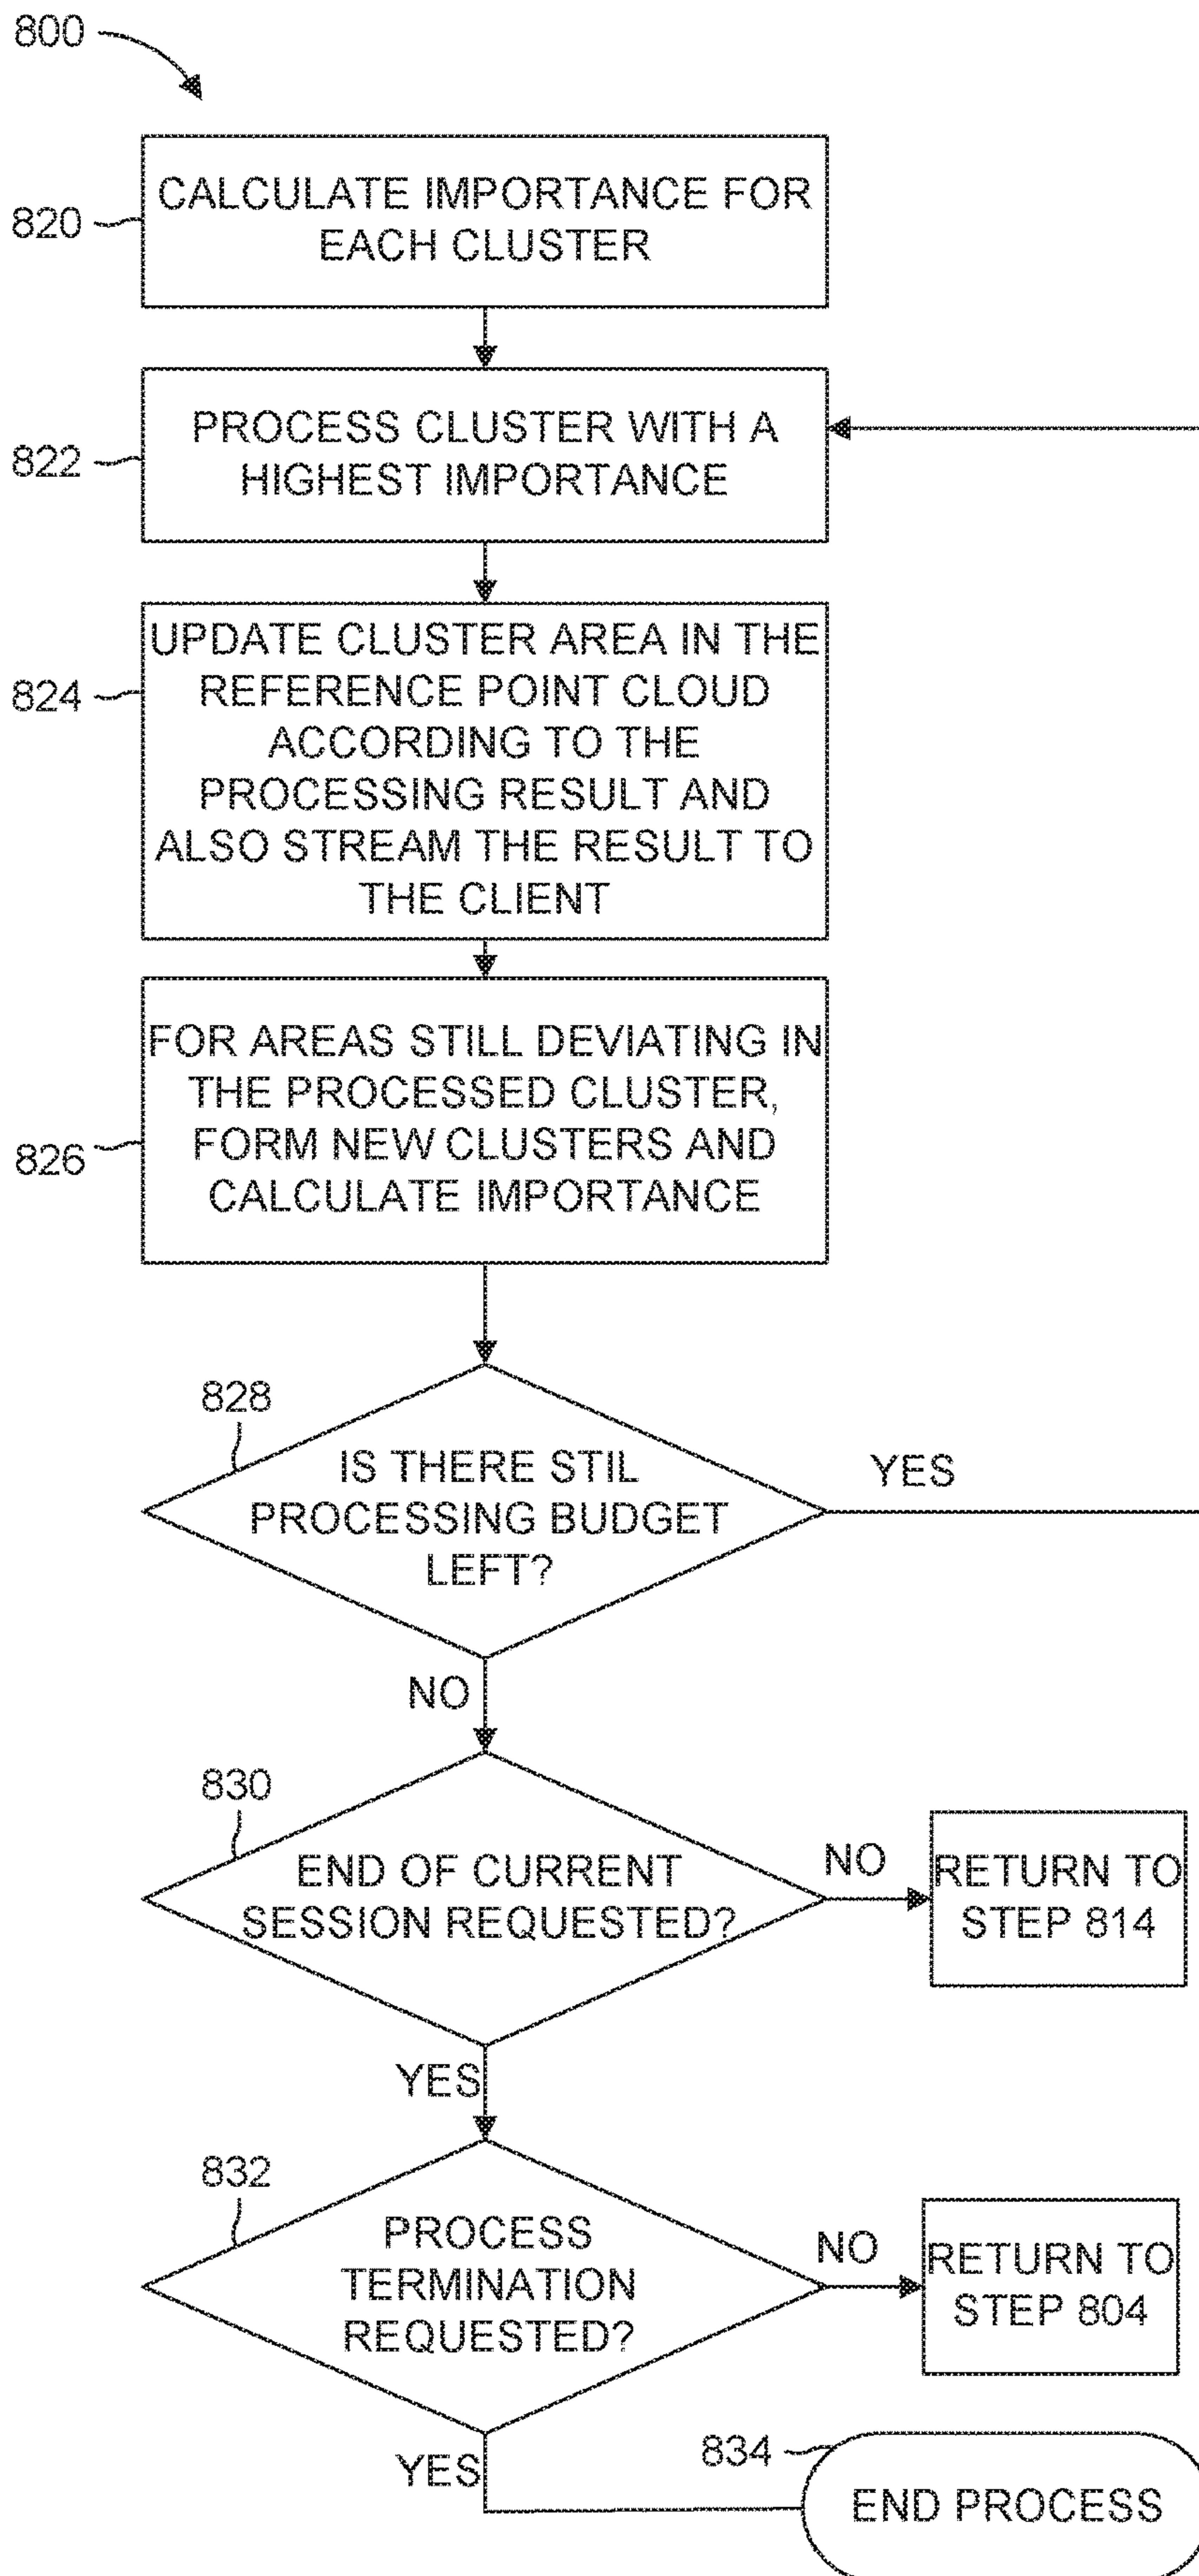 800
820
CALCULATE IMPORTANCE FOR
EACH CLUSTER
822
PROCESS CLUSTER WITH A
HIGHEST IMPORTANCE
824
UPDATE CLUSTER AREA IN THE
REFERENCE POINT CLOUD
ACCORDING TO THE
PROCESSING RESULT AND
ALSO STREAM THE RESULT TO
THE CLIENT
826
FOR AREAS STILL DEVIATING IN
THE PROCESSED CLUSTER,
FORM NEW CLUSTERS AND
CALCULATE IMPORTANCE
828
IS THERE STIL
PROCESSING BUDGET
LEFT?
YES
NO
830
END OF CURRENT
SESSION REQUESTED?
NO
RETURN TO
STEP 814
YES
832
PROCESS
TERMINATION
REQUESTED?
NO
RETURN TO
STEP 804
YES
834
END PROCESS